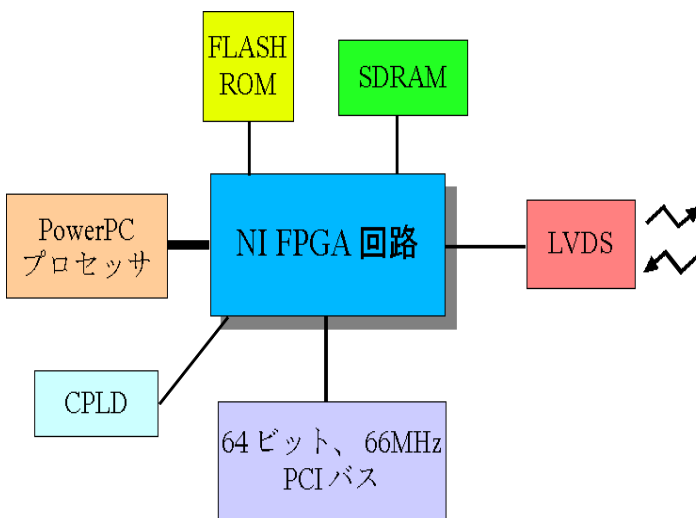 FLASH
ROM
SDRAM
PowerPC
プロセッサ
NI FPGA 回路
LVDS
CPLD
64 ビット、 66MHz
PCI バス